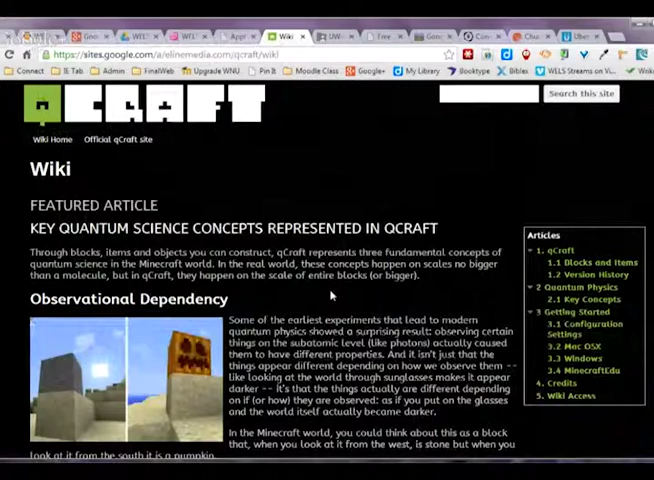 Wiki
UW-
Tree
Con
Chu
Uber
https://sites.google.com/a/elinemedia.com/qcraft/wiki
Connect IE Tab Admin FinalWeb Upgrade WNU Pin It Moodle Class Google+ My Library Booktype Bibles WELS Streams on Vi...
QCRAFT
Search this site
Wiki Home Official qCraft site
Wiki
FEATURED ARTICLE
KEY QUANTUM SCIENCE CONCEPTS REPRESENTED IN QCRAFT
Through blocks, items and objects you can construct, qCraft represents three fundamental concepts of
quantum science in the Minecraft world. In the real world, these concepts happen on scales no bigger
than a molecule, but in qCraft, they happen on the scale of entire blocks (or bigger).
Observational Dependency
Some of the earliest experiments that lead to modern
quantum physics showed a surprising result: observing certain
things on the subatomic level (like photons) actually caused
them to have different properties. And it isn't just that the
things appear different depending on how we observe them --
like looking at the world through sunglasses makes it appear
darker -- it's that the things actually are different depending
on if (or how) they are observed: as if you put on the glasses
and the world itself actually became darker.
In the Minecraft world, you could think about this as a block
that, when you look at it from the west, is stone but when you
look at it from the south it is a pumpkin.
Articles
1. qCraft
1.1 Blocks and Items
1.2 Version History
2 Quantum Physics
2.1 Key Concepts
3 Getting Started
3.1 Configuration
Settings
3.2 Mac OSX
3.3 Windows
3.4 MinecraftEdu
4. Credits
5. Wiki Access